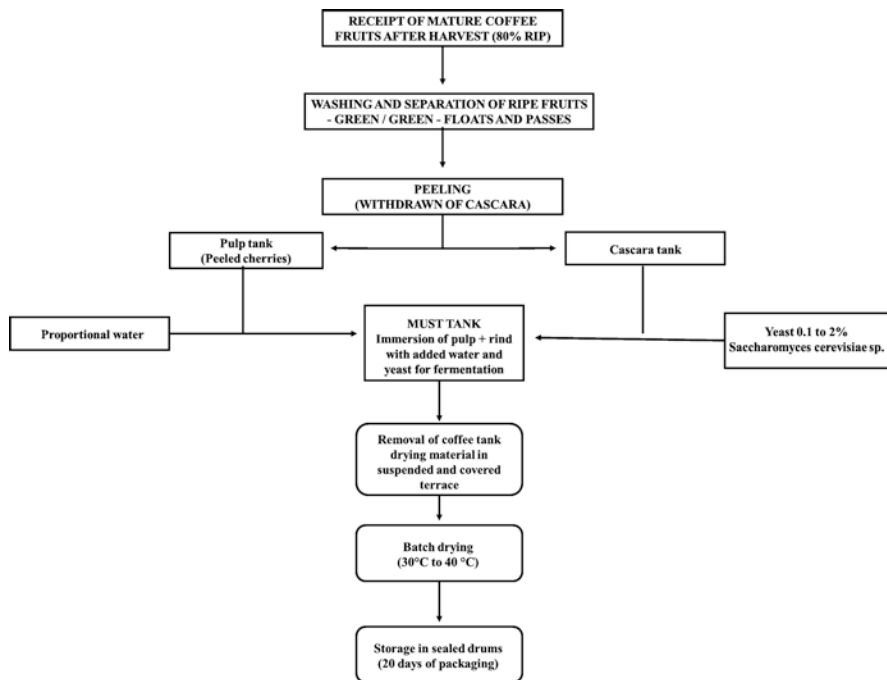 RECEIPT OF MATURE COFFEE
FRUITS AFTER HARVEST (80% RIP)
WASHING AND SEPARATION OF RIPE FRUITS
- GREEN / GREEN - FLOATS AND PASSES
PEELING
(WITHDRAWN OF CASCARA)
Pulp tank
(Peeled cherries)
Cascara tank
Proportional water
MUST TANK
Immersion of pulp + rind
with added water and
yeast for fermentation
Yeast 0.1 to 2%
Saccharomyces cerevisiae sp.
Removal of coffee tank
drying material in
suspended and covered
terrace
Batch drying
(30°C to 40 °C)
Storage in sealed drums
(20 days of packaging)